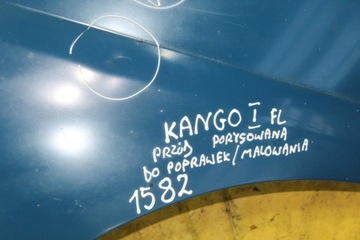 KANGO I FL
PRZÓD PORYSOWANA
DO POPRAWEK/MALOWANIA
1582